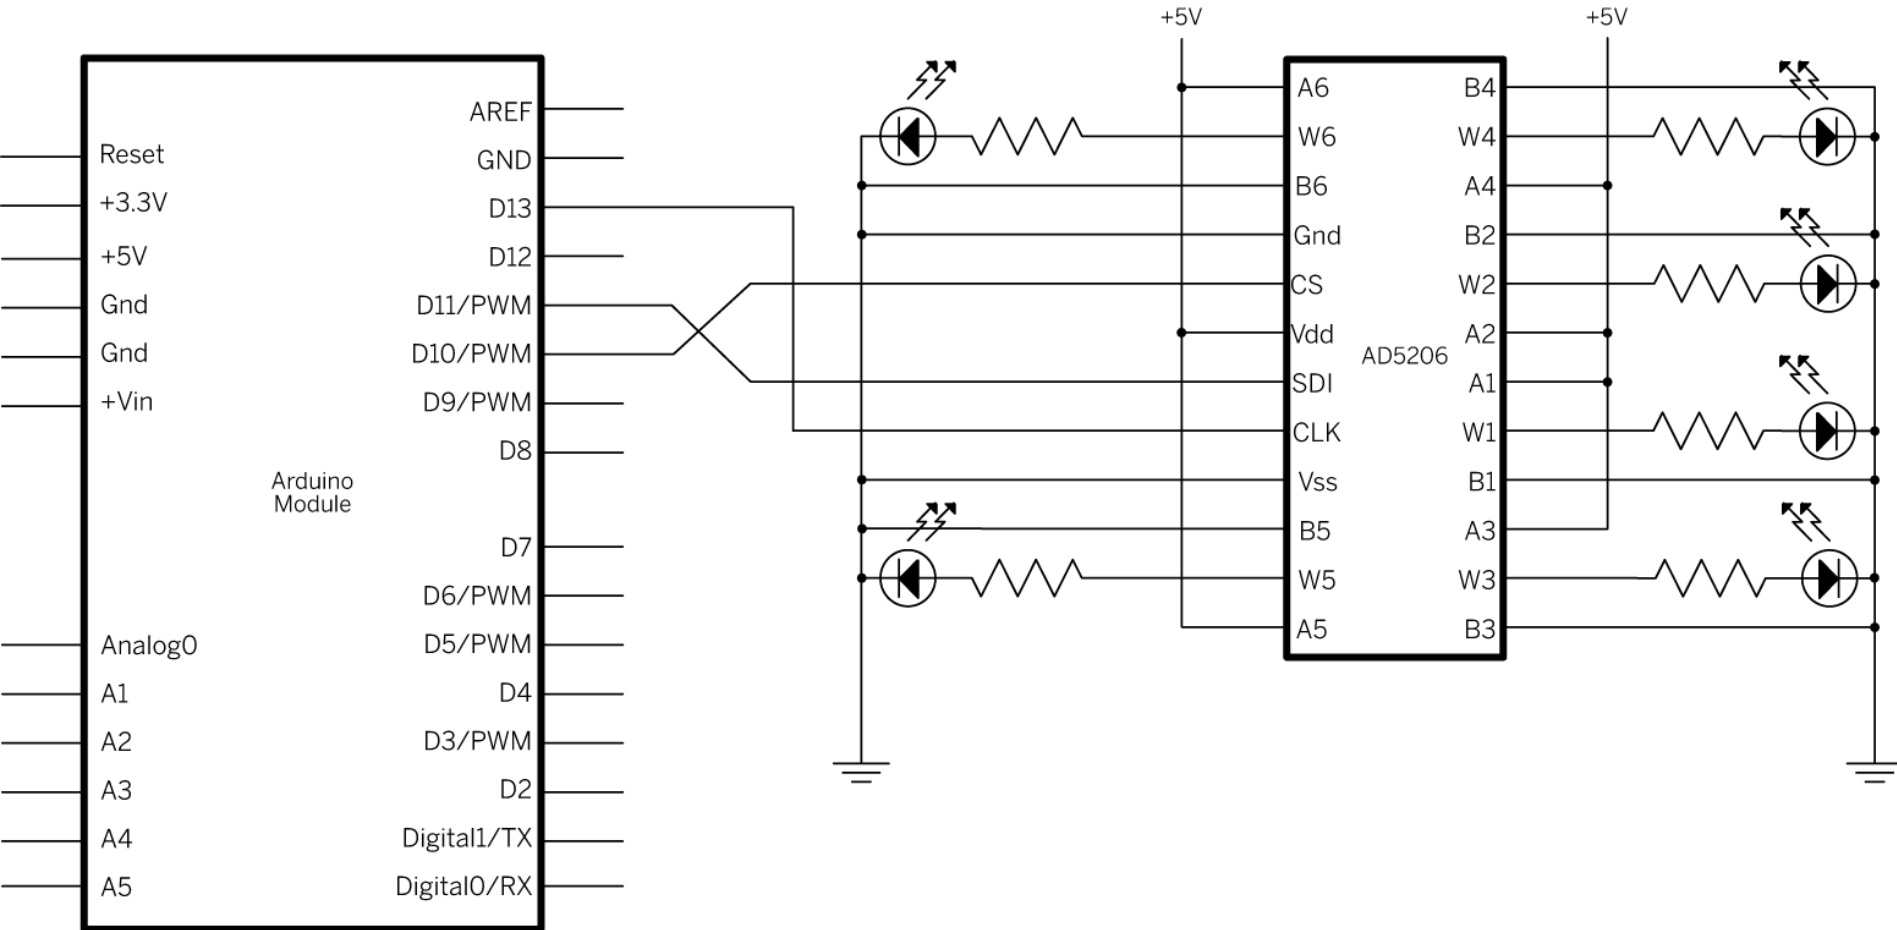 +5V
+5V
Reset
+3.3V
+5V
Gnd
Gnd
+Vin
Arduino
Module
Analog0
A1
A2
A3
A4
A5
AREF
GND
D13
D12
D11/PWM
D10/PWM
D9/PWM
D8
D7
D6/PWM
D5/PWM
D4
D3/PWM
D2
Digital1/TX
Digital0/RX
A6
W6
B6
Gnd
CS
Vdd
SDI
CLK
Vss
B5
W5
A5
AD5206
B4
W4
A4
B2
W2
A2
A1
W1
B1
A3
W3
B3